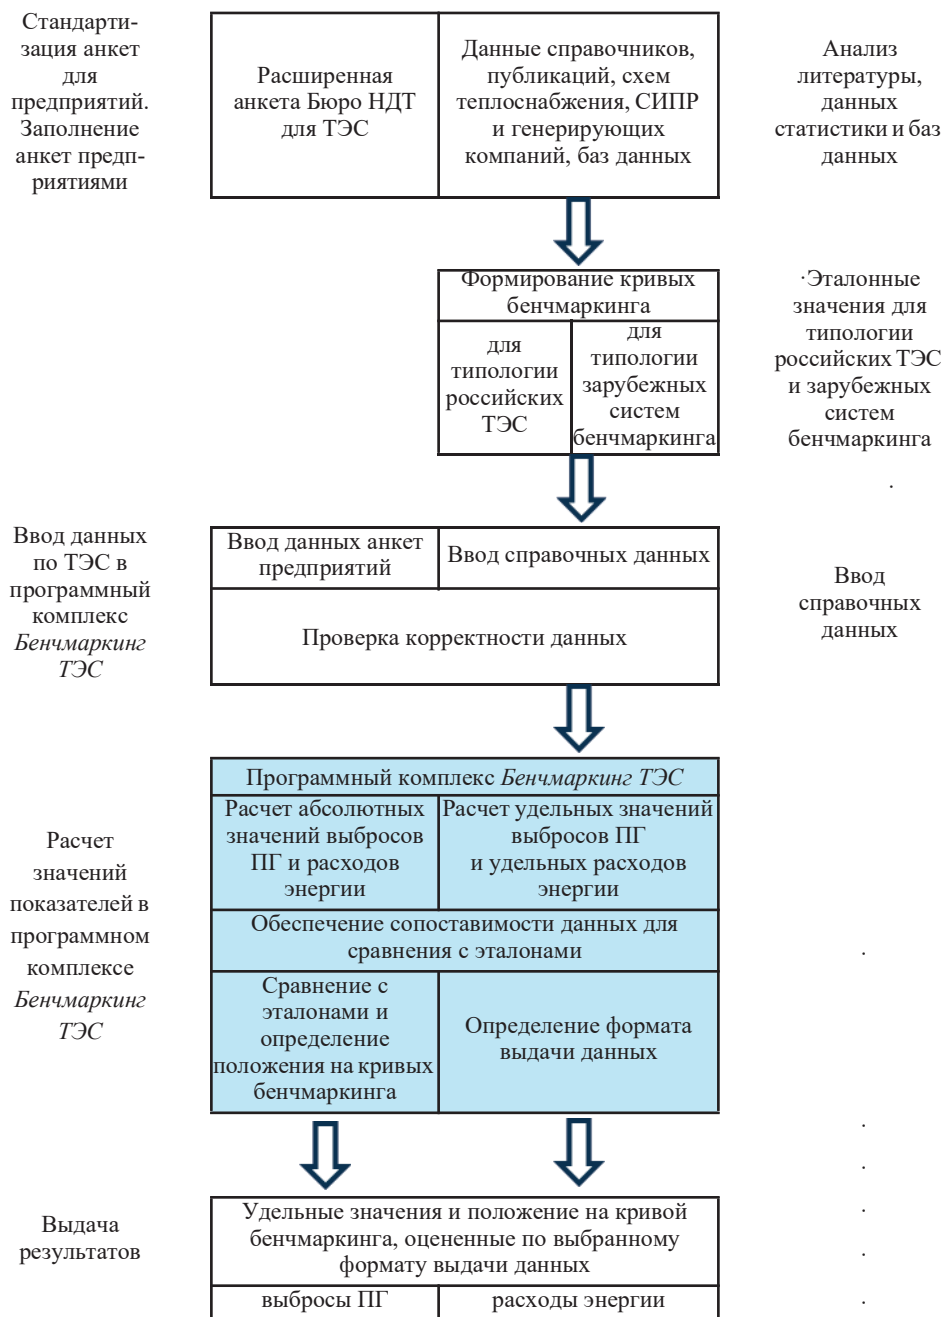 Стандарти-
зация анкет
для
предприятий.
Заполнение
анкет предп-
риятиями
Расширенная
анкета Бюро НДТ
для ТЭС
Данные справочников,
публикаций, схем
теплоснабжения, СИПР
и генерирующих
компаний, баз данных
Анализ
литературы,
данных
статистики и баз
данных
Формирование кривых
бенчмаркинга
для
типологии
российских
ТЭС
для
типологии
зарубежных
систем
бенчмаркинга
·Эталонные
значения для
типологии
российских ТЭС
и зарубежных
систем
бенчмаркинга
.
Ввод данных
по ТЭС в
программный
комплекс
Бенчмаркинг
ТЭС
Ввод данных анкет
предприятий
Ввод справочных данных
Проверка корректности данных
Ввод
справочных
данных
Расчет
значений
показателей в
программном
комплексе
Бенчмаркинг
ТЭС
Программный комплекс Бенчмаркинг ТЭС
Расчет абсолютных
значений выбросов
ПГ и расходов
энергии
Расчет удельных значений
выбросов ПГ
и удельных расходов
энергии
Обеспечение сопоставимости данных для
сравнения с эталонами
Сравнение с
эталонами и
определение
положения на кривых
бенчмаркинга
Определение формата
выдачи данных
.
.
.
Выдача
результатов
Удельные значения и положение на кривой
бенчмаркинга, оцененные по выбранному
формату выдачи данных
выбросы ПГ
расходы энергии
.
.
.